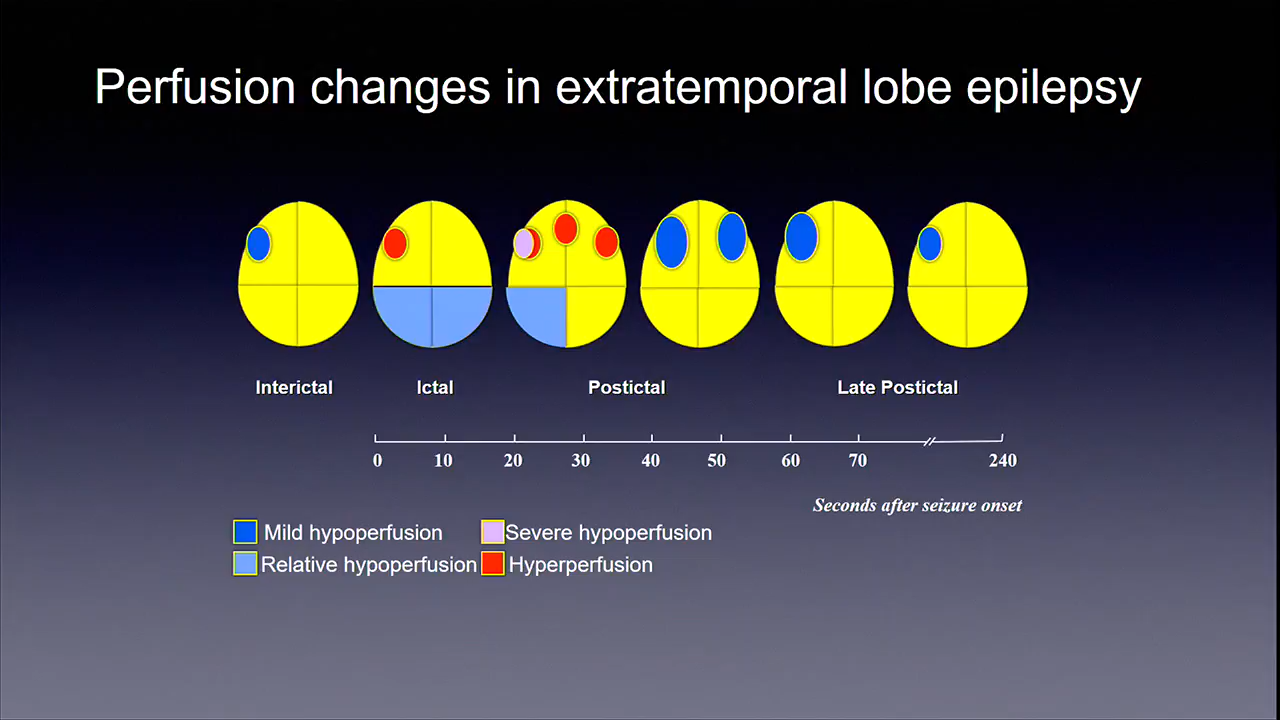 Perfusion changes in extratemporal lobe epilepsy
Interictal Ictal Postictal Late Postictal
0 10 20 30 40 50 60 70 240
Seconds after seizure onset
Mild hypoperfusion Severe hypoperfusion
Relative hypoperfusion Hyperperfusion